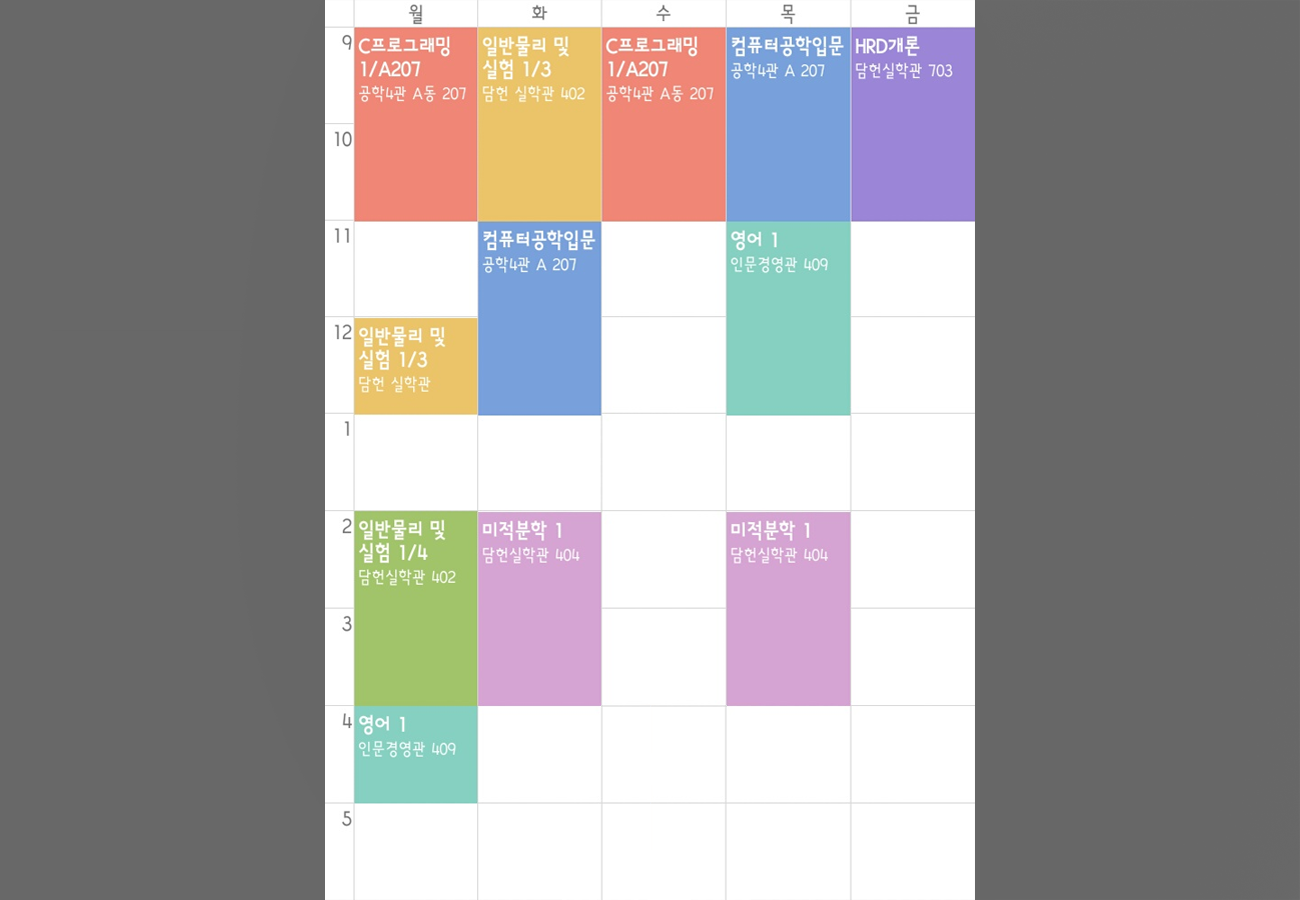 월 화 수 목 금
9
C프로그래밍
1/A207
공학4관 A동 207
일반물리 및
실험 1/3
담헌 실학관 402
C프로그래밍
1/A207
공학4관 A동 207
컴퓨터공학입문
공학4관 A 207
HRD개론
담헌실학관 703
10
11
컴퓨터공학입문
공학4관 A 207
영어 1
인문경영관 409
12
일반물리 및
실험 1/3
담헌 실학관
1
2
일반물리 및
실험 1/4
담헌실학관 402
미적분학 1
담헌실학관 404
미적분학 1
담헌실학관 404
3
4
영어 1
인문경영관 409
5